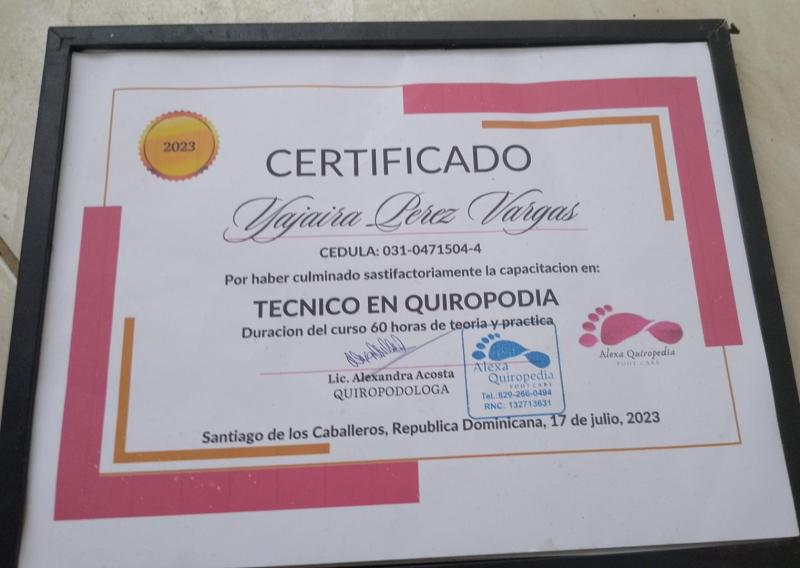 2023
CERTIFICADO
Yajaira Perez Vargas
CEDULA: 031-0471504-4
Por haber culminado sastifactoriamente la capacitacion en:
TECNICO EN QUIROPODIA
Duracion del curso 60 horas de teoria y practica
Lic. Alexandra Acosta
QUIROPODOLOGA
Alexa
Quiropedia
FOOT CARE
Tel.:829-266-0494
RNC: 132713631
Alexa Quiropedia
FOOT CARE
Santiago de los Caballeros, Republica Dominicana, 17 de julio, 2023